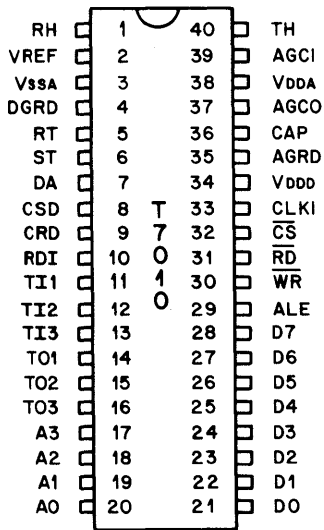 RH 1 40 TH
VREF 2 39 AGCI
VSSA 3 38 VDDA
DGRD 4 37 AGCO
RT 5 36 CAP
ST 6 35 AGRD
DA 7 34 VDDD
CSD 8 T 33 CLKI
CRD 9 7 32 C̅S̅
RDI 10 0 31 R̅D̅
TI1 11 1 30 W̅R̅
TI2 12 0 29 ALE
TI3 13 28 D7
TO1 14 27 D6
TO2 15 26 D5
TO3 16 25 D4
A3 17 24 D3
A2 18 23 D2
A1 19 22 D1
A0 20 21 D0